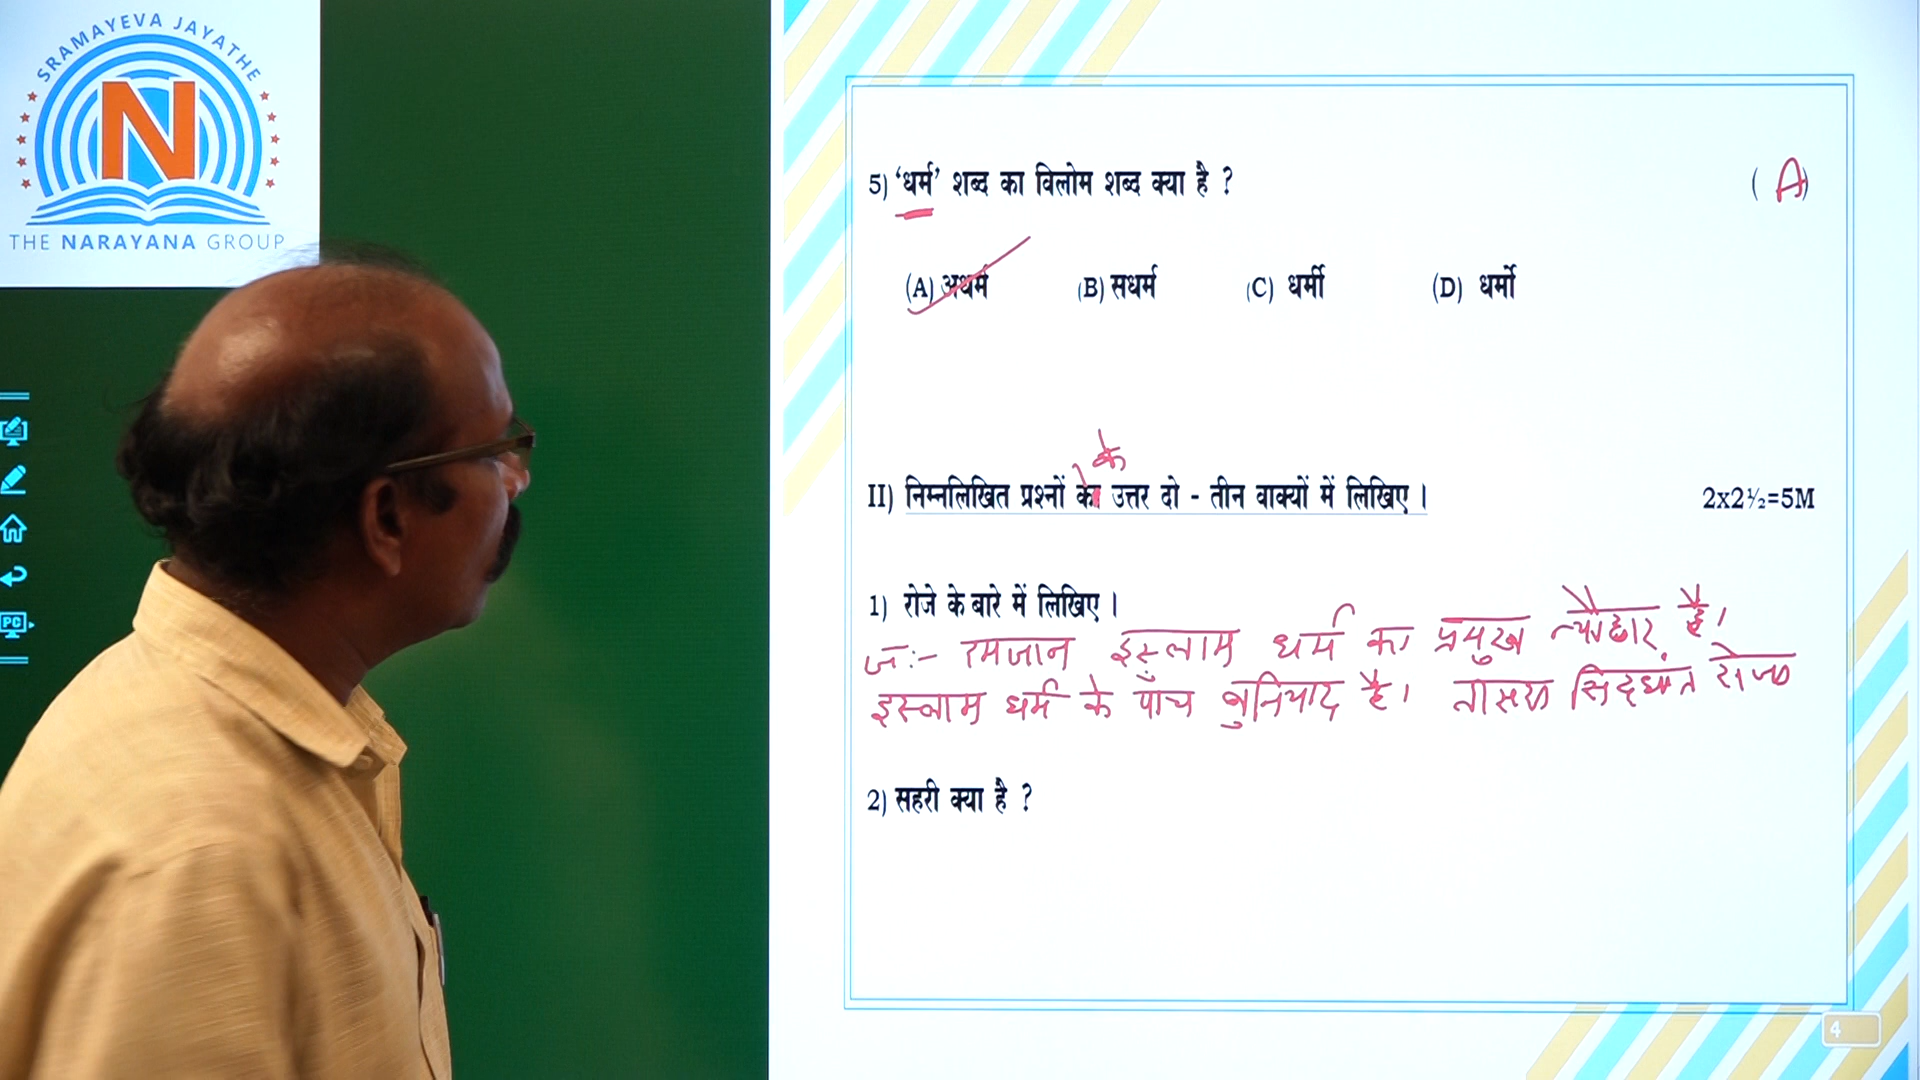 SRAMAYEVA JAYATHE
N
THE NARAYANA GROUP
5) ‘धर्म’ शब्द का विलोम शब्द क्या है ?
( A )
(A) अधर्म (B) सधर्म (C) धर्मी (D) धर्मो
के
II) निम्नलिखित प्रश्नों के उत्तर दो - तीन वाक्यों में लिखिए ।
2x2½=5M
1) रोजे के बारे में लिखिए ।
ज:- रमजान इस्लाम धर्म का प्रमुख त्यौहार है।
इस्लाम धर्म के पाँच बुनियाद है। तीसरा सिद्धांत रोजा
2) सहरी क्या है ?
PC
4